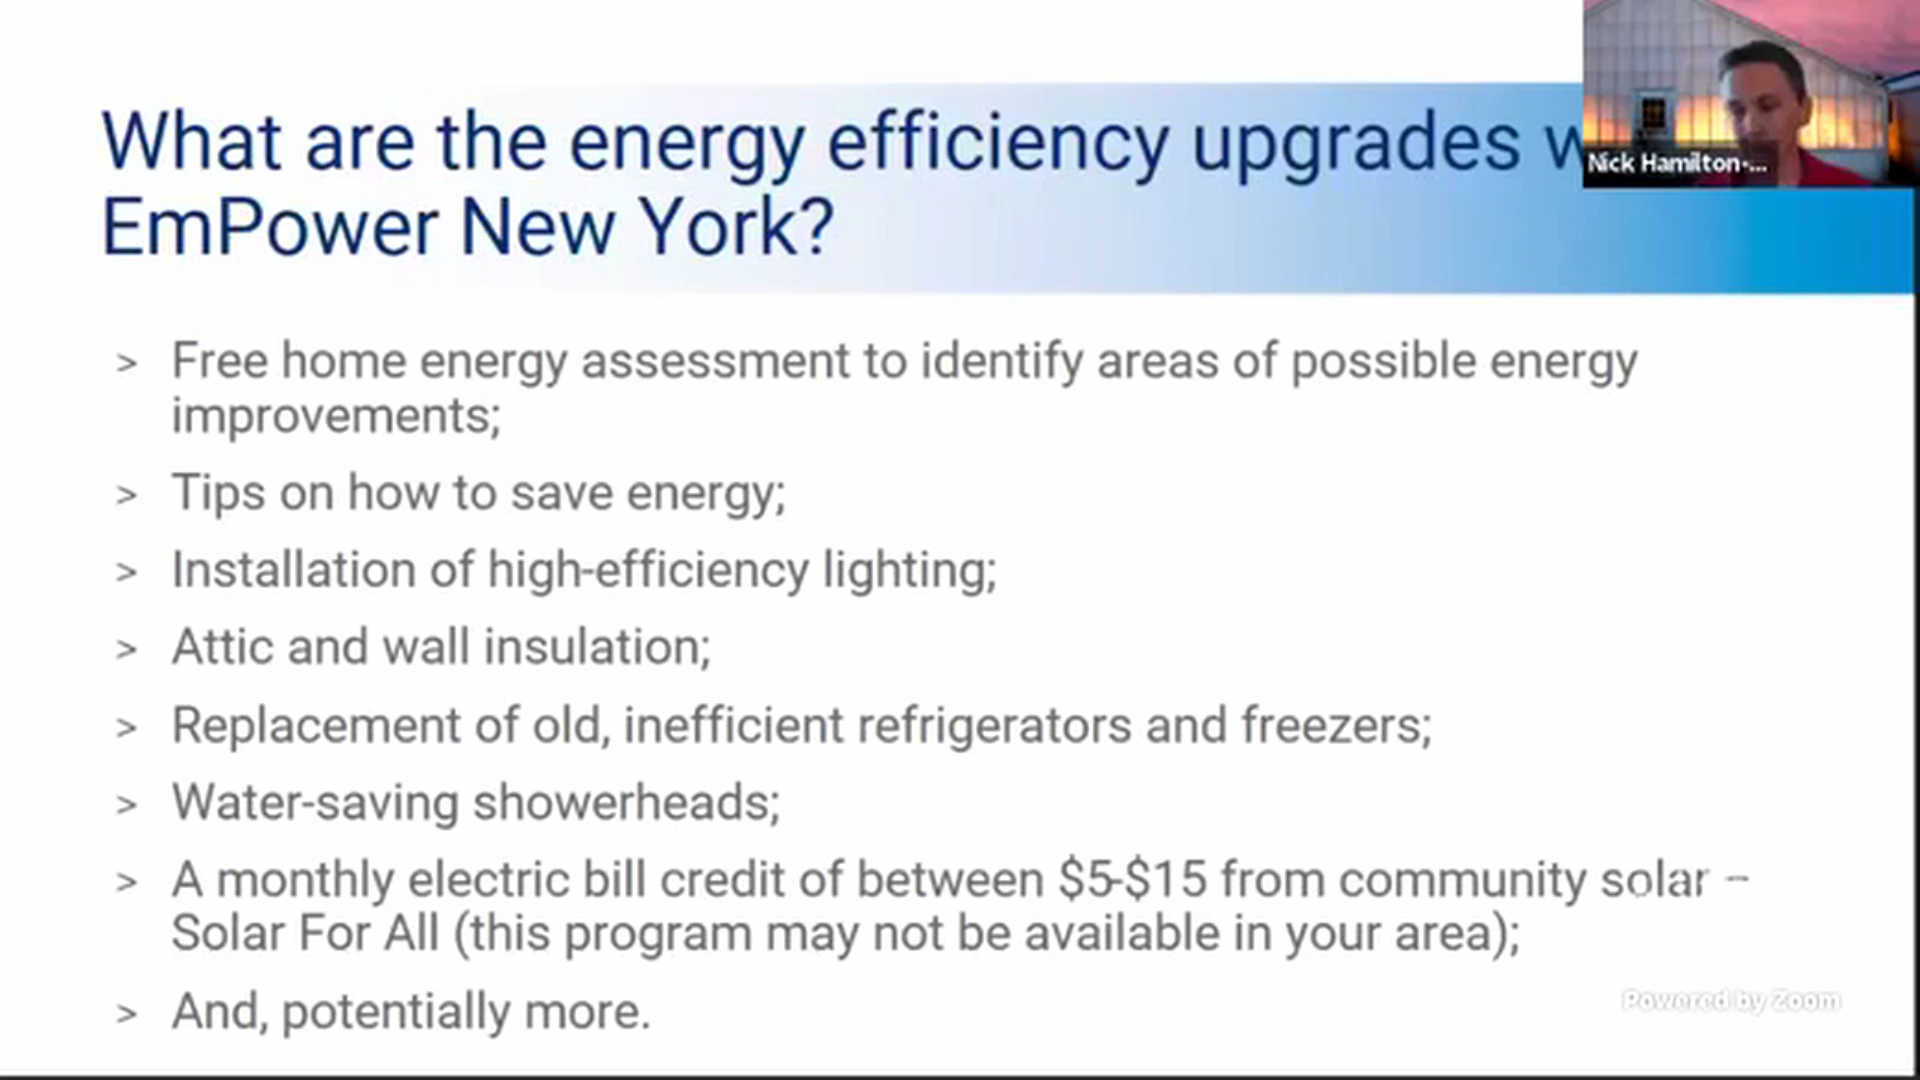 What are the energy efficiency upgrades
EmPower New York?
Nick Hamilton-...
> Free home energy assessment to identify areas of possible energy
improvements;
> Tips on how to save energy;
> Installation of high-efficiency lighting;
> Attic and wall insulation;
> Replacement of old, inefficient refrigerators and freezers;
> Water-saving showerheads;
> A monthly electric bill credit of between $5-$15 from community solar –
Solar For All (this program may not be available in your area);
> And, potentially more.
Powered by Zoom